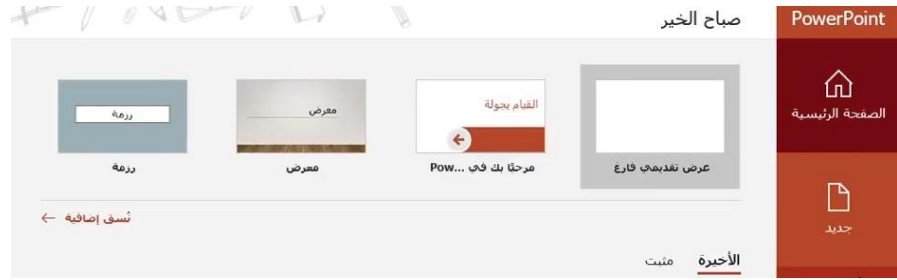 PowerPoint
صباح الخير
الصفحة الرئيسية
جديد
القيام بجولة
معرض
رزمة
عرض تقديمي فارغ
مرحبًا بك في ...Pow
معرض
رزمة
نُسق إضافية ←
الأخيرة
مثبت